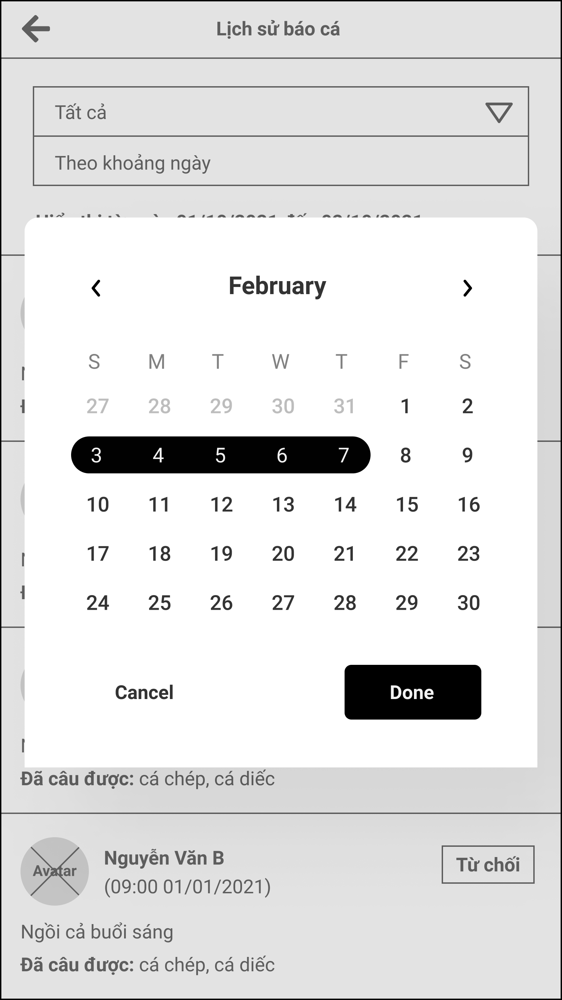 Lịch sử báo cá
Tất cả
Theo khoảng ngày
February
S M T W T F S
27 28 29 30 31 1 2
3 4 5 6 7 8 9
10 11 12 13 14 15 16
17 18 19 20 21 22 23
24 25 26 27 28 29 30
Cancel Done
Đã câu được: cá chép, cá diếc
Avatar
Nguyễn Văn B
(09:00 01/01/2021)
Từ chối
Ngồi cả buổi sáng
Đã câu được: cá chép, cá diếc